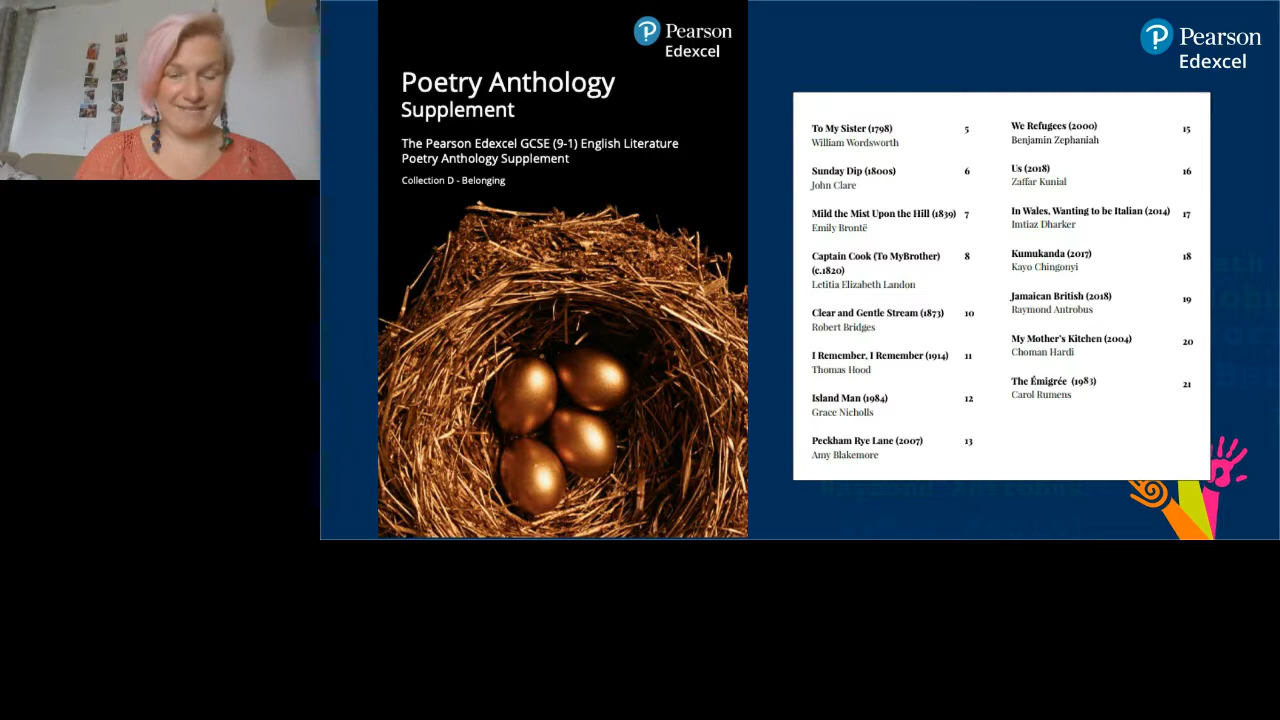 Pearson
Edexcel
Poetry Anthology
Supplement
The Pearson Edexcel GCSE (9-1) English Literature
Poetry Anthology Supplement
Collection D - Belonging
Pearson
Edexcel
To My Sister (1798) 5
William Wordsworth
Sunday Dip (1800s) 6
John Clare
Mild the Mist Upon the Hill (1839) 7
Emily Brontë
Captain Cook (To MyBrother) 8
(c.1820)
Letitia Elizabeth Landon
Clear and Gentle Stream (1873) 10
Robert Bridges
I Remember, I Remember (1914) 11
Thomas Hood
Island Man (1984) 12
Grace Nicholls
Peckham Rye Lane (2007) 13
Amy Blakemore
We Refugees (2000) 15
Benjamin Zephaniah
Us (2018) 16
Zaffar Kunial
In Wales, Wanting to be Italian (2014) 17
Imtiaz Dharker
Kumukanda (2017) 18
Kayo Chingonyi
Jamaican British (2018) 19
Raymond Antrobus
My Mother's Kitchen (2004) 20
Choman Hardi
The Émigrée (1983) 21
Carol Rumens